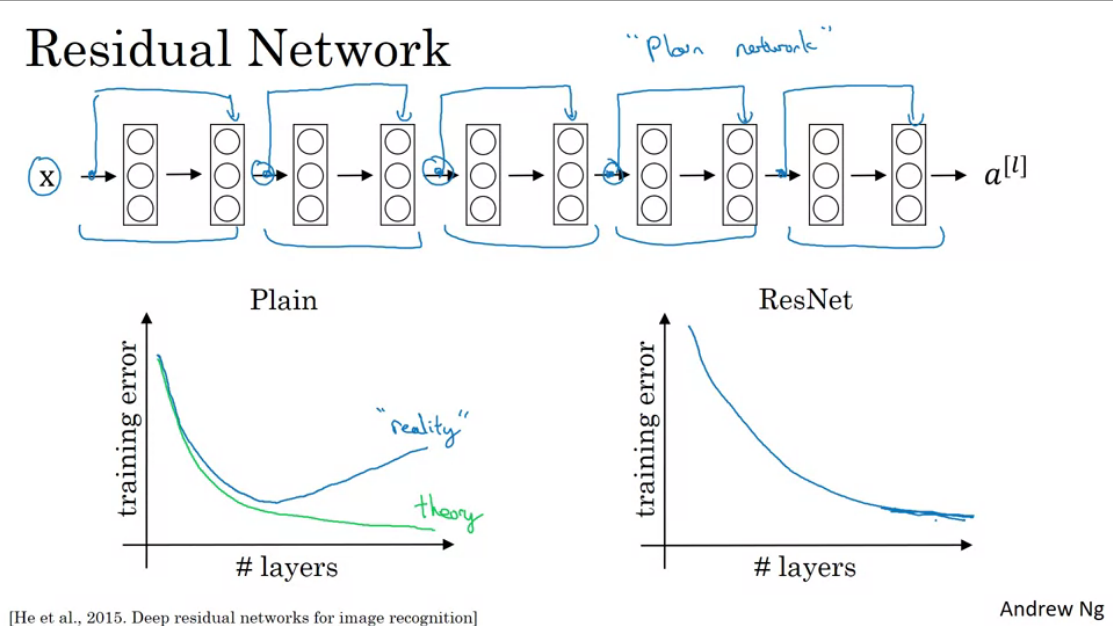 Residual Network
"Plain network"
x
a[l]
Plain
ResNet
training error
"reality"
theory
# layers
training error
# layers
[He et al., 2015. Deep residual networks for image recognition]
Andrew Ng